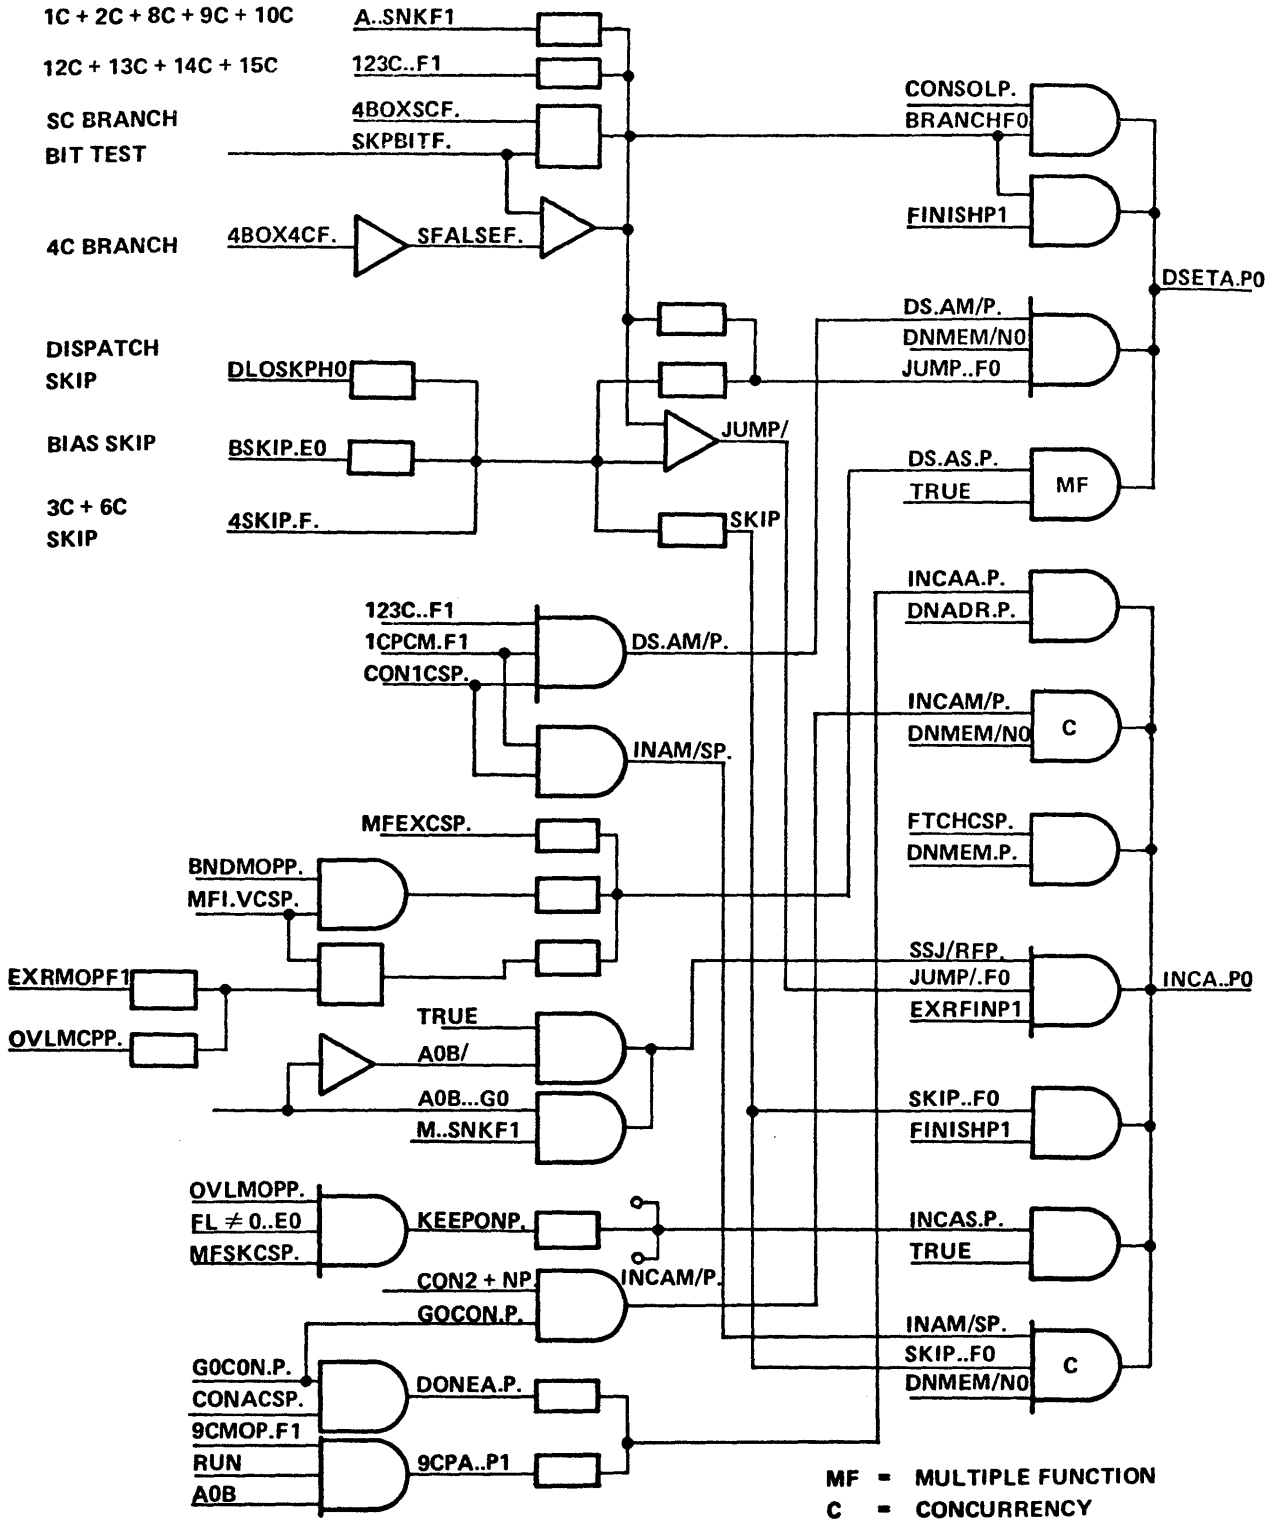 1C + 2C + 8C + 9C + 10C
A..SNKF1
12C + 13C + 14C + 15C
123C..F1
SC BRANCH
4BOXSCF.
BIT TEST
SKPBITF.
4C BRANCH
4BOX4CF.
SFALSEF.
CONSOLP.
BRANCHF0
FINISHP1
DSETA.P0
DISPATCH
SKIP
DLOSKPH0
DS.AM/P.
DNMEM/N0
JUMP..F0
BIAS SKIP
BSKIP.E0
JUMP/
DS.AS.P.
TRUE
MF
3C + 6C
SKIP
4SKIP.F.
SKIP
123C..F1
1CPCM.F1
CON1CSP.
DS.AM/P.
INCAA.P.
DNADR.P.
INAM/SP.
INCAM/P.
DNMEM/N0
C
MFEXCSP.
FTCHCSP.
DNMEM.P.
BNDMOPP.
MFI.VCSP.
EXRMOPF1
OVLMCPP.
SSJ/RFP.
JUMP/.F0
EXRFINP1
INCA..P0
TRUE
A0B/
A0B...G0
M..SNKF1
SKIP..F0
FINISHP1
OVLMOPP.
FL ≠ 0..E0
MFSKCSP.
KEEPONP.
INCAS.P.
TRUE
CON2 + NP.
GOCON.P.
INCAM/P.
INAM/SP.
SKIP..F0
DNMEM/N0
C
G0C0N.P.
CONACSP.
DONEA.P.
9CMOP.F1
RUN
A0B
9CPA..P1
MF = MULTIPLE FUNCTION
C = CONCURRENCY